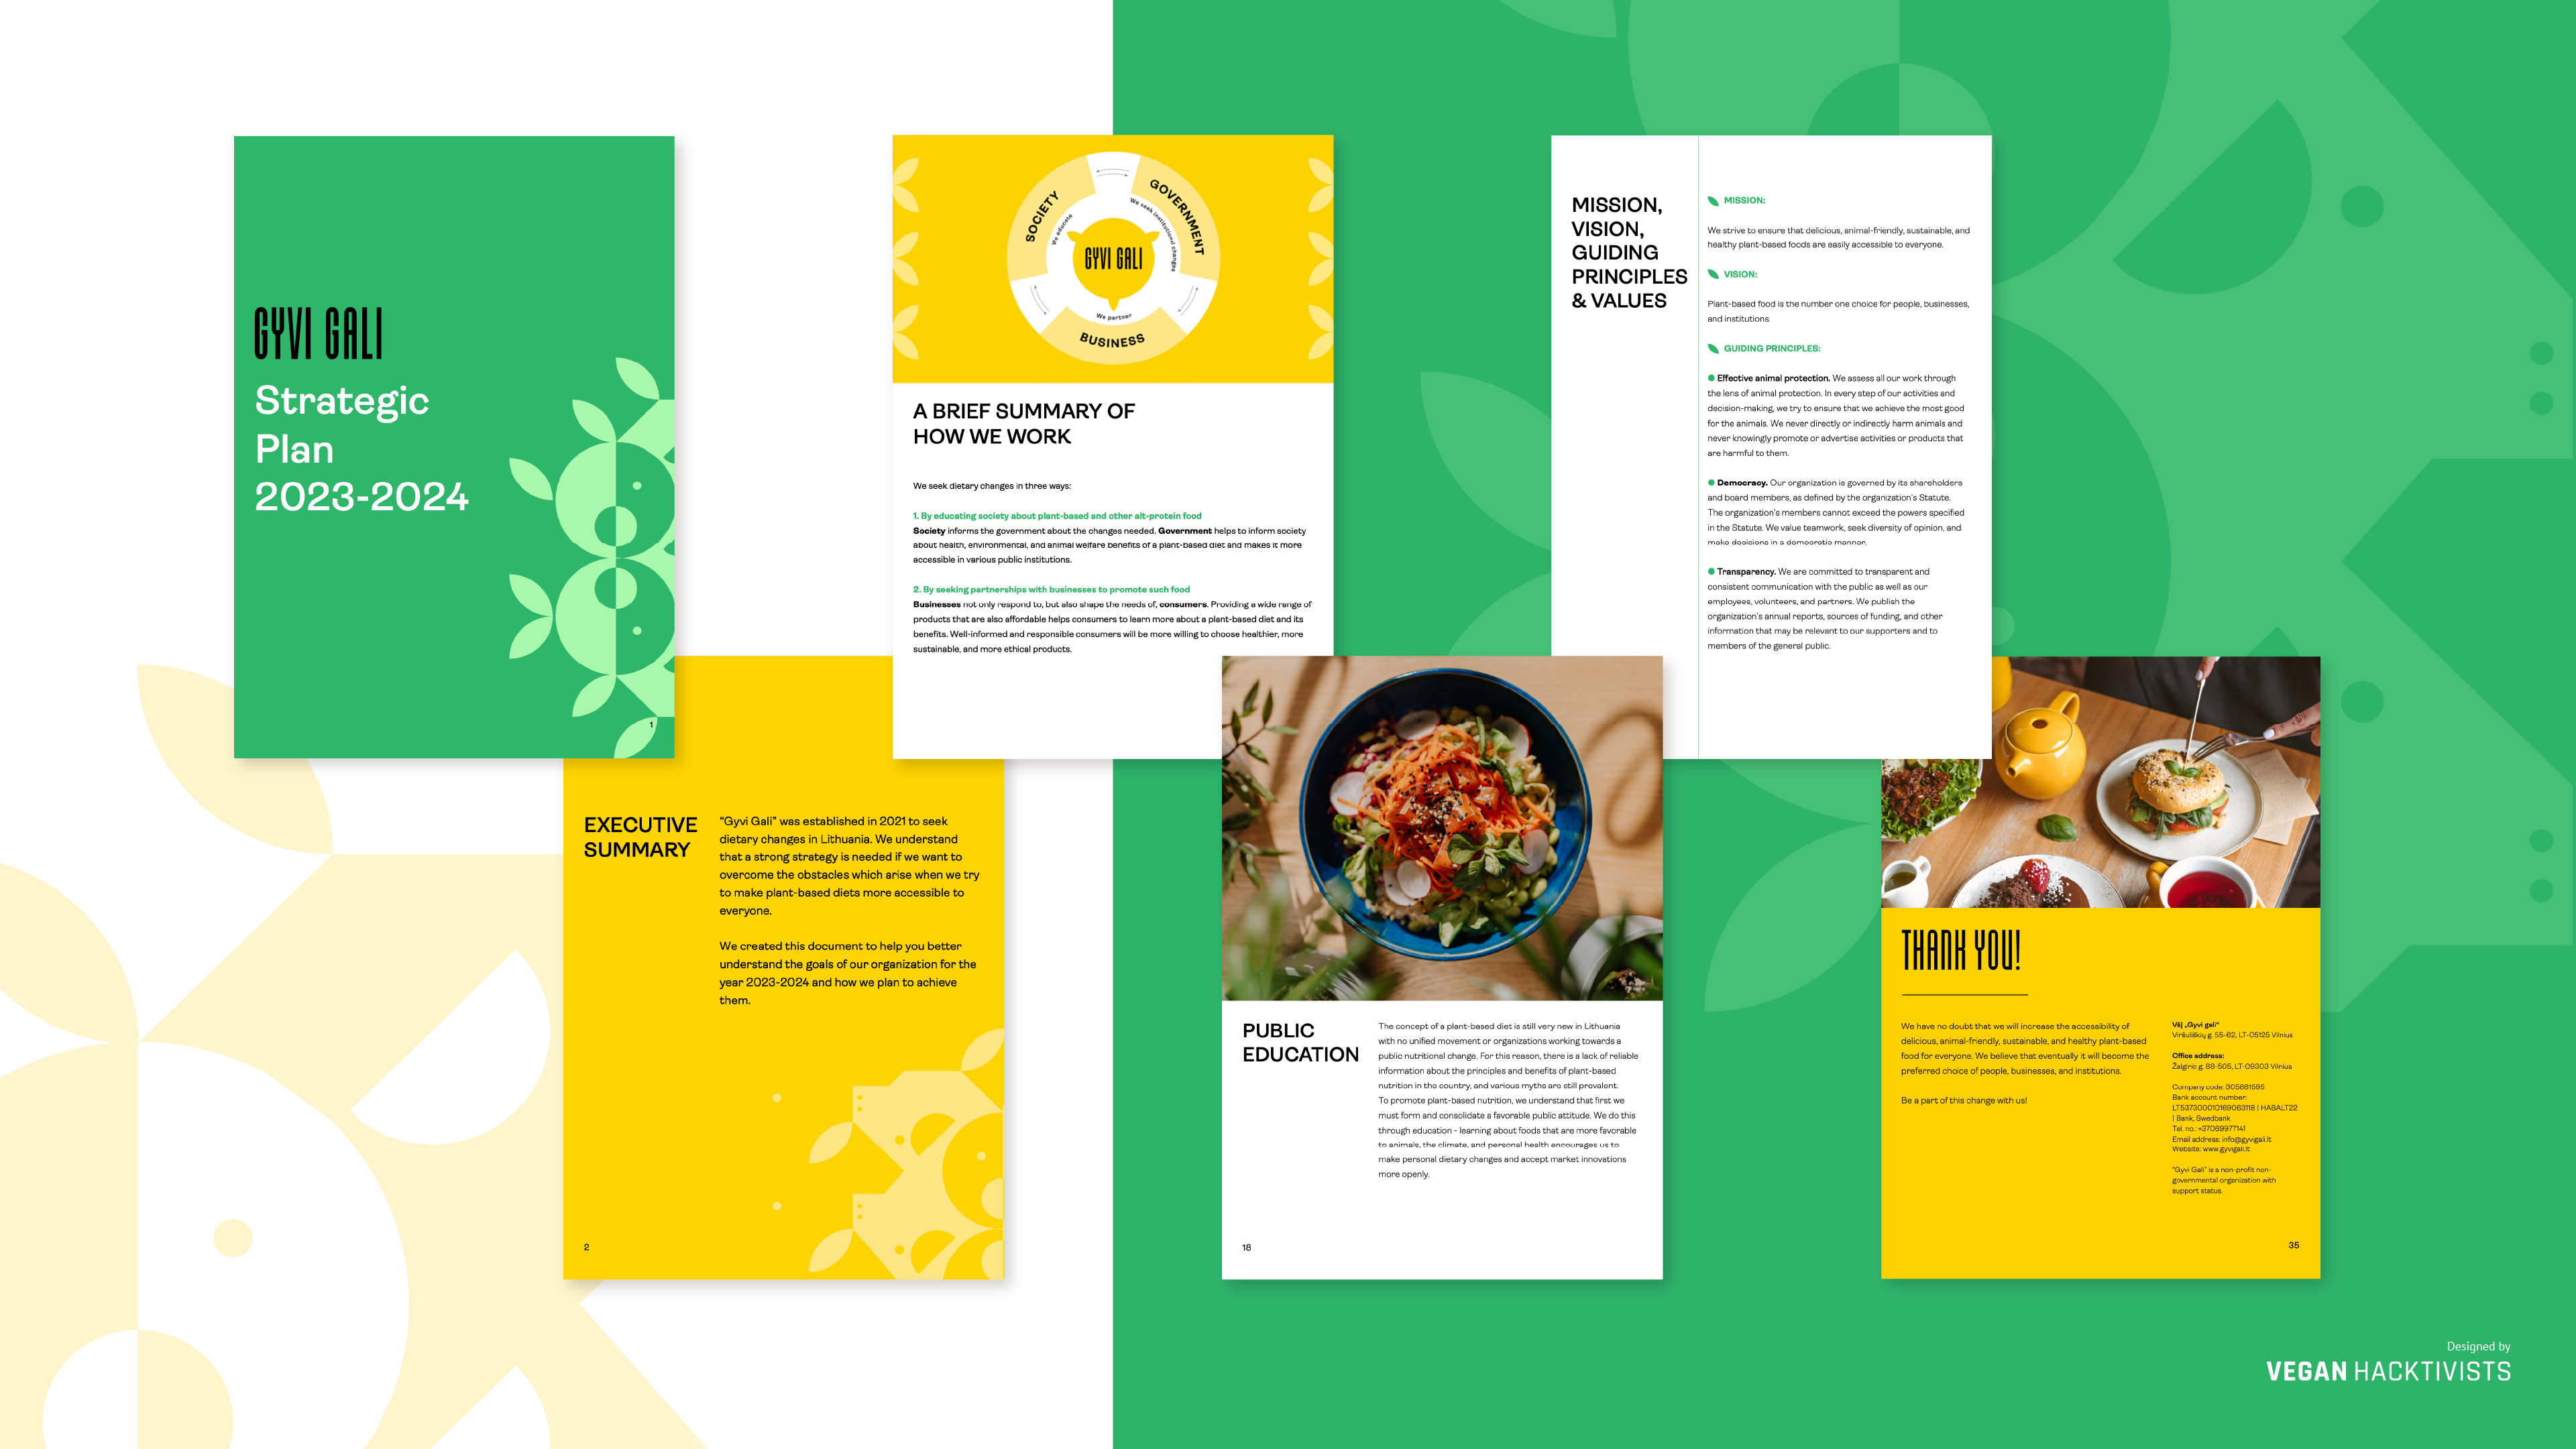 GYVI GALI
Strategic
Plan
2023-2024
1
EXECUTIVE
SUMMARY
“Gyvi Gali” was established in 2021 to seek
dietary changes in Lithuania. We understand
that a strong strategy is needed if we want to
overcome the obstacles which arise when we try
to make plant-based diets more accessible to
everyone.
We created this document to help you better
understand the goals of our organization for the
year 2023-2024 and how we plan to achieve
them.
2
SOCIETY
GOVERNMENT
BUSINESS
We educate
We seek institutional changes
We partner
GYVI GALI
A BRIEF SUMMARY OF
HOW WE WORK
We seek dietary changes in three ways:
1. By educating society about plant-based and other alt-protein food
Society informs the government about the changes needed. Government helps to inform society
about health, environmental, and animal welfare benefits of a plant-based diet and makes it more
accessible in various public institutions.
2. By seeking partnerships with businesses to promote such food
Businesses not only respond to, but also shape the needs of, consumers. Providing a wide range of
products that are also affordable helps consumers to learn more about a plant-based diet and its
benefits. Well-informed and responsible consumers will be more willing to choose healthier, more
sustainable, and more ethical products.
PUBLIC
EDUCATION
The concept of a plant-based diet is still very new in Lithuania
with no unified movement or organizations working towards a
public nutritional change. For this reason, there is a lack of reliable
information about the principles and benefits of plant-based
nutrition in the country, and various myths are still prevalent.
To promote plant-based nutrition, we understand that first we
must form and consolidate a favorable public attitude. We do this
through education - learning about foods that are more favorable
to animals, the climate, and personal health encourages us to
make personal dietary changes and accept market innovations
more openly.
18
MISSION,
VISION,
GUIDING
PRINCIPLES
& VALUES
MISSION:
We strive to ensure that delicious, animal-friendly, sustainable, and
healthy plant-based foods are easily accessible to everyone.
VISION:
Plant-based food is the number one choice for people, businesses,
and institutions.
GUIDING PRINCIPLES:
Effective animal protection. We assess all our work through
the lens of animal protection. In every step of our activities and
decision-making, we try to ensure that we achieve the most good
for the animals. We never directly or indirectly harm animals and
never knowingly promote or advertise activities or products that
are harmful to them.
Democracy. Our organization is governed by its shareholders
and board members, as defined by the organization's Statute.
The organization's members cannot exceed the powers specified
in the Statute. We value teamwork, seek diversity of opinion, and
make decisions in a democratic manner.
Transparency. We are committed to transparent and
consistent communication with the public as well as our
employees, volunteers, and partners. We publish the
organization's annual reports, sources of funding, and other
information that may be relevant to our supporters and to
members of the general public.
THANK YOU!
We have no doubt that we will increase the accessibility of
delicious, animal-friendly, sustainable, and healthy plant-based
food for everyone. We believe that eventually it will become the
preferred choice of people, businesses, and institutions.
Be a part of this change with us!
VšĮ „Gyvi gali“
Viršuliškių g. 55-62, LT-05125 Vilnius
Office address:
Žalgirio g. 88-505, LT-09303 Vilnius
Company code: 305681595
Bank account number:
LT537300010169063118 | HABALT22
| Bank, Swedbank
Tel. no.: +37069977141
Email address: info@gyvigali.lt
Website: www.gyvigali.lt
“Gyvi Gali” is a non-profit non-
governmental organization with
support status.
35
Designed by
VEGAN HACKTIVISTS